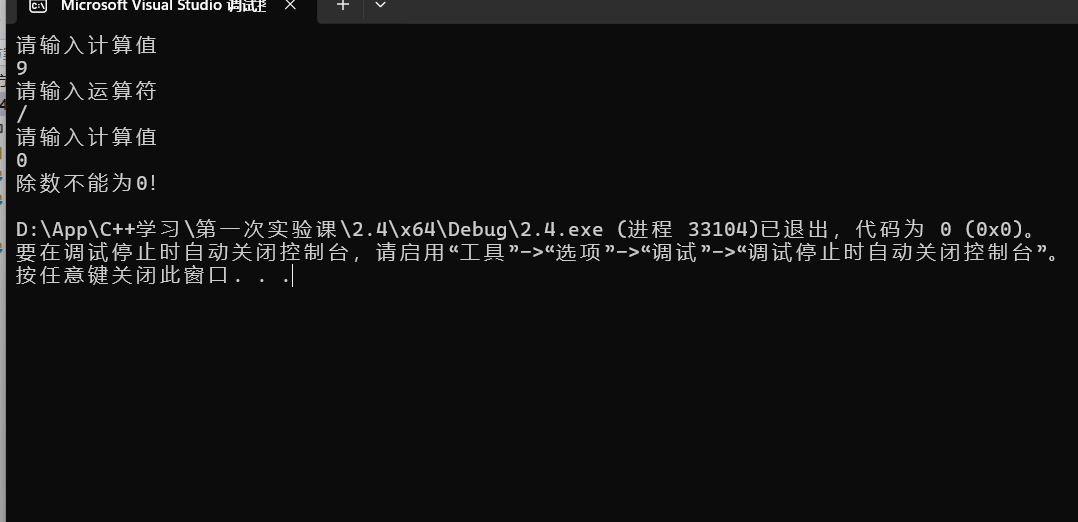 Microsoft Visual Studio 调试
请输入计算值
9
请输入运算符
/
请输入计算值
0
除数不能为0!
D:\App\C++学习\第一次实验课\2.4\x64\Debug\2.4.exe (进程 33104)已退出，代码为 0 (0x0)。
要在调试停止时自动关闭控制台，请启用“工具”->“选项”->“调试”->“调试停止时自动关闭控制台”。
按任意键关闭此窗口. . .